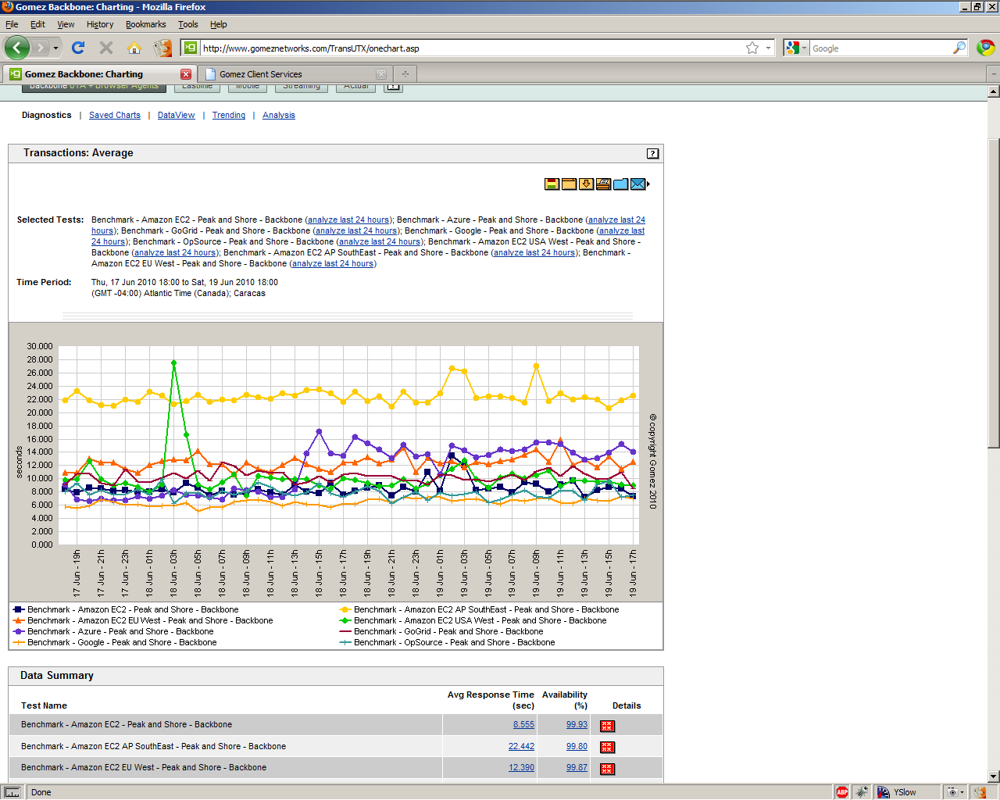 Gomez Backbone: Charting - Mozilla Firefox
File Edit View History Bookmarks Tools Help
http://www.gomeznetworks.com/TransUTX/onechart.asp
Google
Gomez Backbone: Charting
Gomez Client Services
Backbone UTA + Browser Agents LastMile Mobile Streaming Actual ?
Diagnostics | Saved Charts | DataView | Trending | Analysis
Transactions: Average ?
Selected Tests: Benchmark - Amazon EC2 - Peak and Shore - Backbone (analyze last 24 hours); Benchmark - Azure - Peak and Shore - Backbone (analyze last 24
hours); Benchmark - GoGrid - Peak and Shore - Backbone (analyze last 24 hours); Benchmark - Google - Peak and Shore - Backbone (analyze last
24 hours); Benchmark - OpSource - Peak and Shore - Backbone (analyze last 24 hours); Benchmark - Amazon EC2 USA West - Peak and Shore -
Backbone (analyze last 24 hours); Benchmark - Amazon EC2 AP SouthEast - Peak and Shore - Backbone (analyze last 24 hours); Benchmark -
Amazon EC2 EU West - Peak and Shore - Backbone (analyze last 24 hours)
Time Period: Thu, 17 Jun 2010 18:00 to Sat, 19 Jun 2010 18:00
(GMT -04:00) Atlantic Time (Canada); Caracas
30.000
28.000
26.000
24.000
22.000
20.000
18.000
16.000
14.000
12.000
10.000
8.000
6.000
4.000
2.000
0.000
seconds
© copyright Gomez 2010
17 Jun - 19h
17 Jun - 21h
17 Jun - 23h
18 Jun - 01h
18 Jun - 03h
18 Jun - 05h
18 Jun - 07h
18 Jun - 09h
18 Jun - 11h
18 Jun - 13h
18 Jun - 15h
18 Jun - 17h
18 Jun - 19h
18 Jun - 21h
18 Jun - 23h
19 Jun - 01h
19 Jun - 03h
19 Jun - 05h
19 Jun - 07h
19 Jun - 09h
19 Jun - 11h
19 Jun - 13h
19 Jun - 15h
19 Jun - 17h
Benchmark - Amazon EC2 - Peak and Shore - Backbone
Benchmark - Amazon EC2 AP SouthEast - Peak and Shore - Backbone
Benchmark - Amazon EC2 EU West - Peak and Shore - Backbone
Benchmark - Amazon EC2 USA West - Peak and Shore - Backbone
Benchmark - Azure - Peak and Shore - Backbone
Benchmark - GoGrid - Peak and Shore - Backbone
Benchmark - Google - Peak and Shore - Backbone
Benchmark - OpSource - Peak and Shore - Backbone
Data Summary
Avg Response Time Availability
Test Name (sec) (%) Details
Benchmark - Amazon EC2 - Peak and Shore - Backbone 8.555 99.93
Benchmark - Amazon EC2 AP SouthEast - Peak and Shore - Backbone 22.442 99.80
Benchmark - Amazon EC2 EU West - Peak and Shore - Backbone 12.390 99.87
Done ABP YSlow